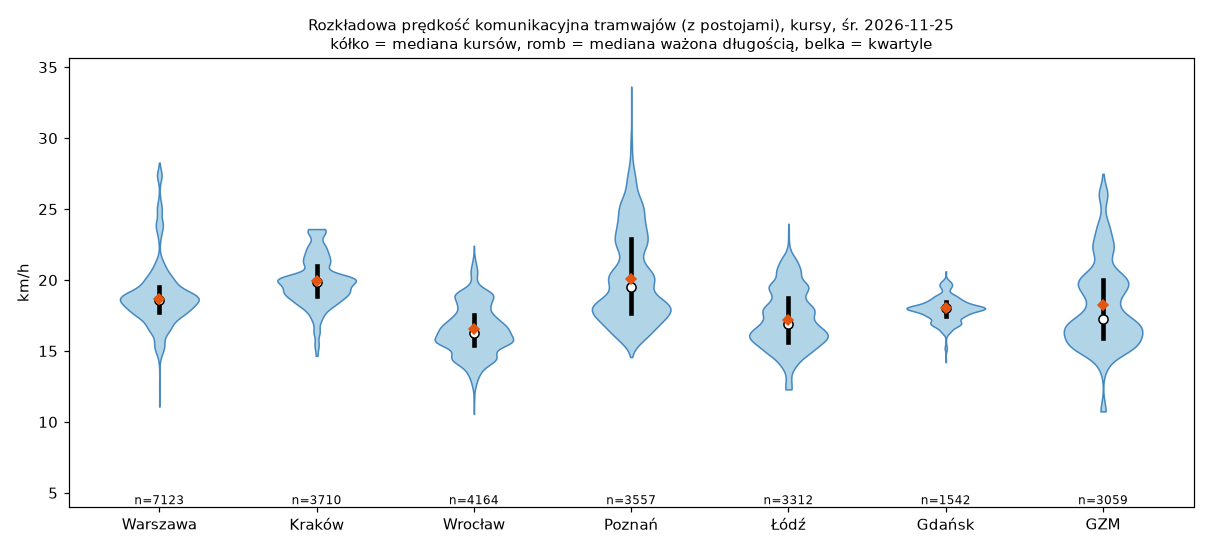 Rozkładowa prędkość komunikacyjna tramwajów (z postojami), kursy, śr. 2026-11-25
kółko = mediana kursów, romb = mediana ważona długością, belka = kwartyle
km/h
35
30
25
20
15
10
5
n=7123 n=3710 n=4164 n=3557 n=3312 n=1542 n=3059
Warszawa Kraków Wrocław Poznań Łódź Gdańsk GZM